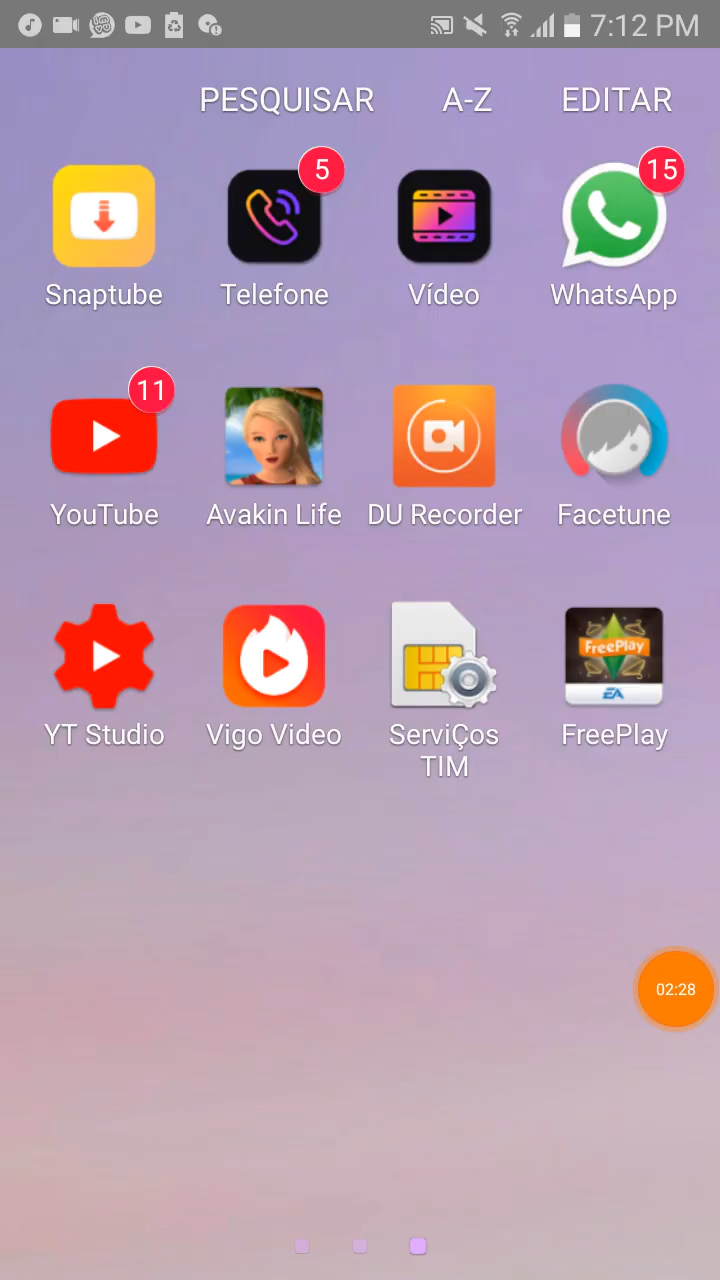 7:12 PM
PESQUISAR A-Z EDITAR
5 15
Snaptube Telefone Vídeo WhatsApp
11
YouTube Avakin Life DU Recorder Facetune
FreePlay
EA
YT Studio Vigo Video ServiÇos TIM FreePlay
02:28